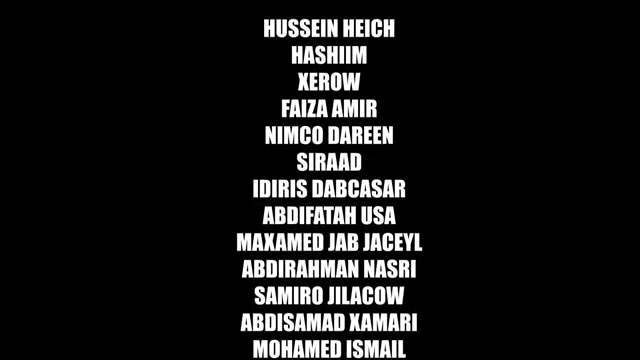 HUSSEIN HEICH
HASHIIM
XEROW
FAIZA AMIR
NIMCO DAREEN
SIRAAD
IDIRIS DABCASAR
ABDIFATAH USA
MAXAMED JAB JACEYL
ABDIRAHMAN NASRI
SAMIRO JILACOW
ABDISAMAD XAMARI
MOHAMED ISMAIL